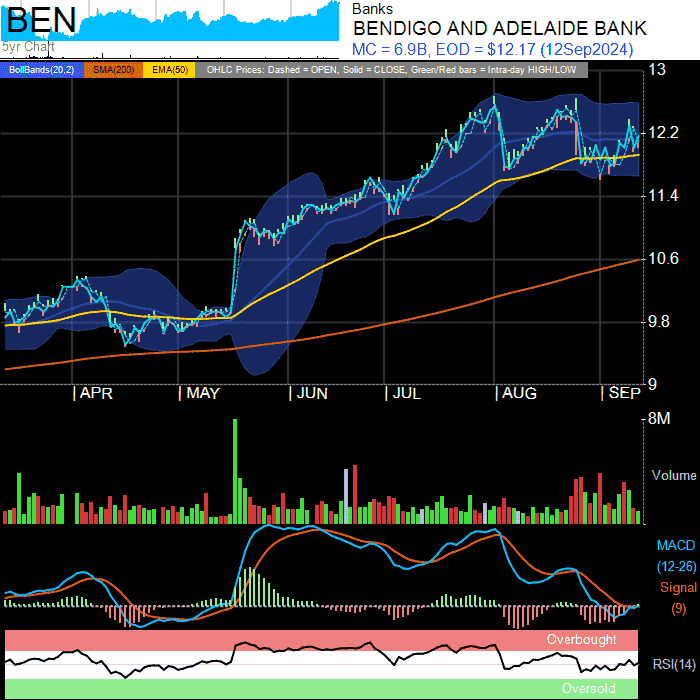 BEN
5yr Chart
Banks
BENDIGO AND ADELAIDE BANK
MC = 6.9B, EOD = $12.17 (12Sep2024)
BollBands(20,2) SMA(200) EMA(50) OHLC Prices: Dashed = OPEN, Solid = CLOSE, Green/Red bars = Intra-day HIGH/LOW
13
12.2
11.4
10.6
9.8
9
APR MAY JUN JUL AUG SEP
8M
Volume
MACD
(12-26)
Signal
(9)
Overbought
RSI(14)
Oversold